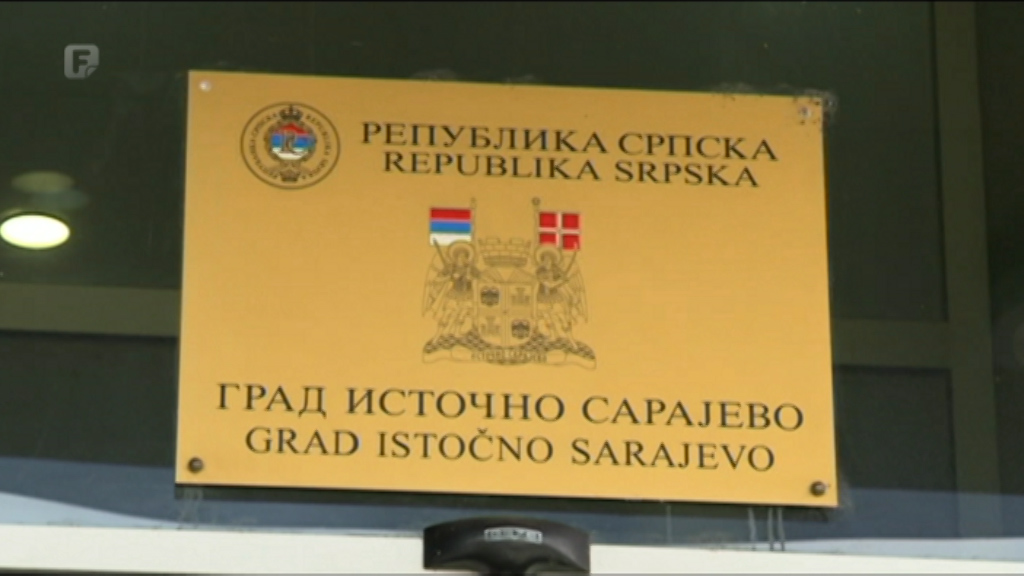 F
РЕПУБЛИКА СРПСКА
REPUBLIKA SRPSKA
ГРАД ИСТОЧНО САРАЈЕВО
GRAD ISTOČNO SARAJEVO